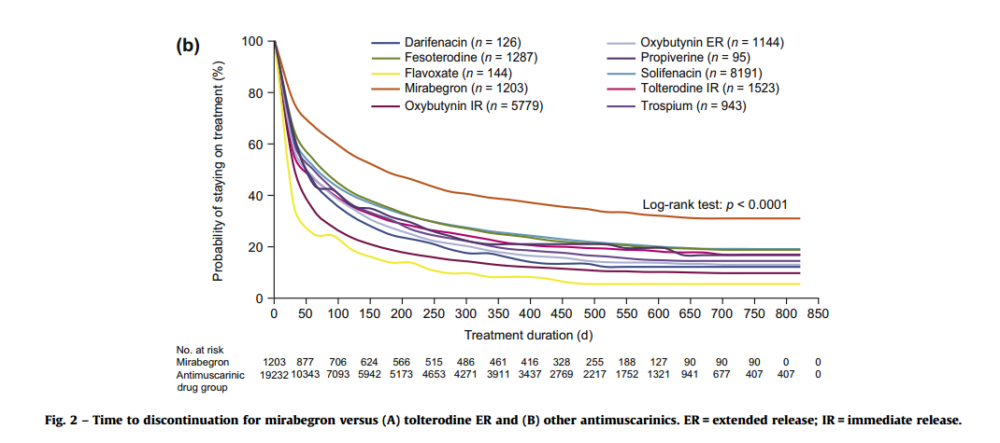 (b)
Probability of staying on treatment (%)
100
80
60
40
20
0
Darifenacin (n = 126)
Fesoterodine (n = 1287)
Flavoxate (n = 144)
Mirabegron (n = 1203)
Oxybutynin IR (n = 5779)
Oxybutynin ER (n = 1144)
Propiverine (n = 95)
Solifenacin (n = 8191)
Tolterodine IR (n = 1523)
Trospium (n = 943)
Log-rank test: p < 0.0001
0 50 100 150 200 250 300 350 400 450 500 550 600 650 700 750 800 850
Treatment duration (d)
No. at risk
Mirabegron 1203 877 706 624 566 515 486 461 416 328 255 188 127 90 90 90 0 0
Antimuscarinic 19232 10343 7093 5942 5173 4653 4271 3911 3437 2769 2217 1752 1321 941 677 407 407 0
drug group
Fig. 2 – Time to discontinuation for mirabegron versus (A) tolterodine ER and (B) other antimuscarinics. ER = extended release; IR = immediate release.